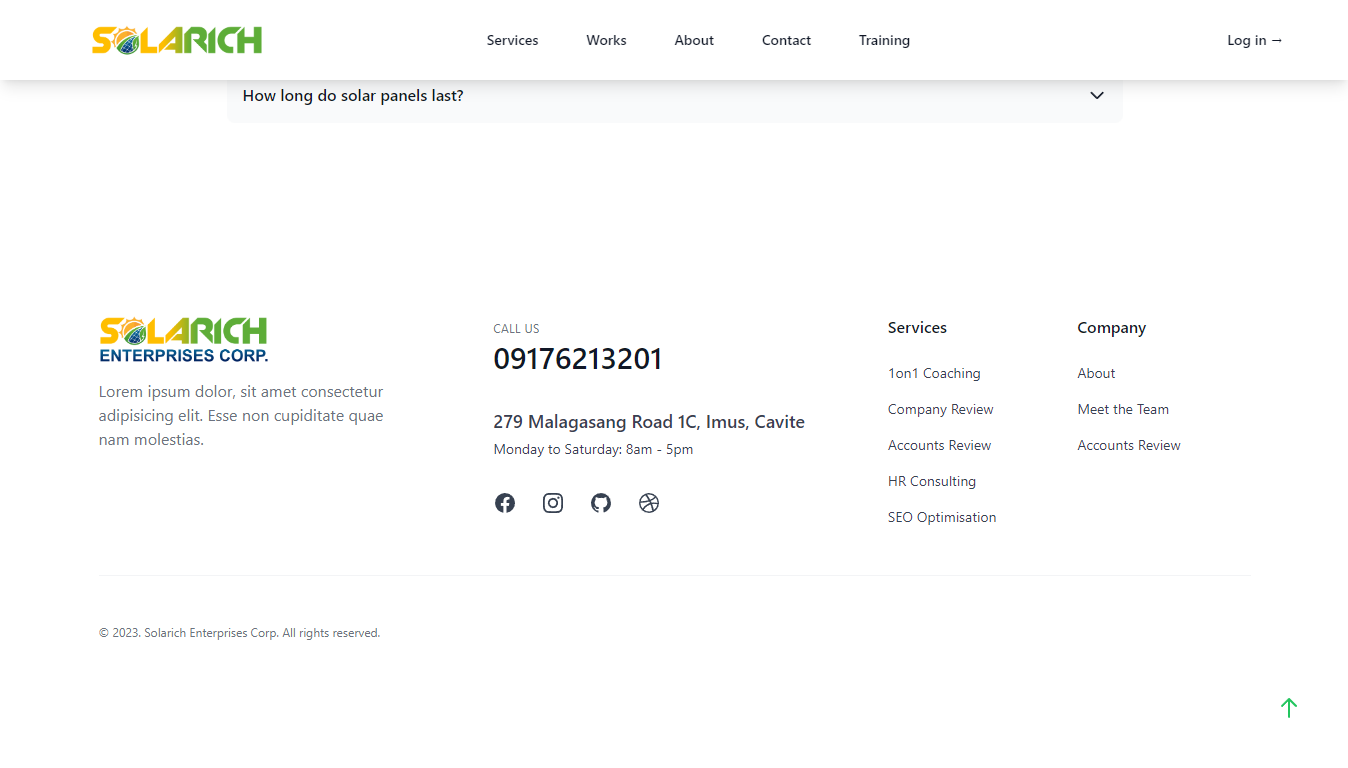 SOLARICH
Services
Works
About
Contact
Training
Log in →
How long do solar panels last?
SOLARICH
ENTERPRISES CORP.
Lorem ipsum dolor, sit amet consectetur
adipisicing elit. Esse non cupiditate quae
nam molestias.
CALL US
09176213201
279 Malagasang Road 1C, Imus, Cavite
Monday to Saturday: 8am - 5pm
Services
1on1 Coaching
Company Review
Accounts Review
HR Consulting
SEO Optimisation
Company
About
Meet the Team
Accounts Review
© 2023. Solarich Enterprises Corp. All rights reserved.